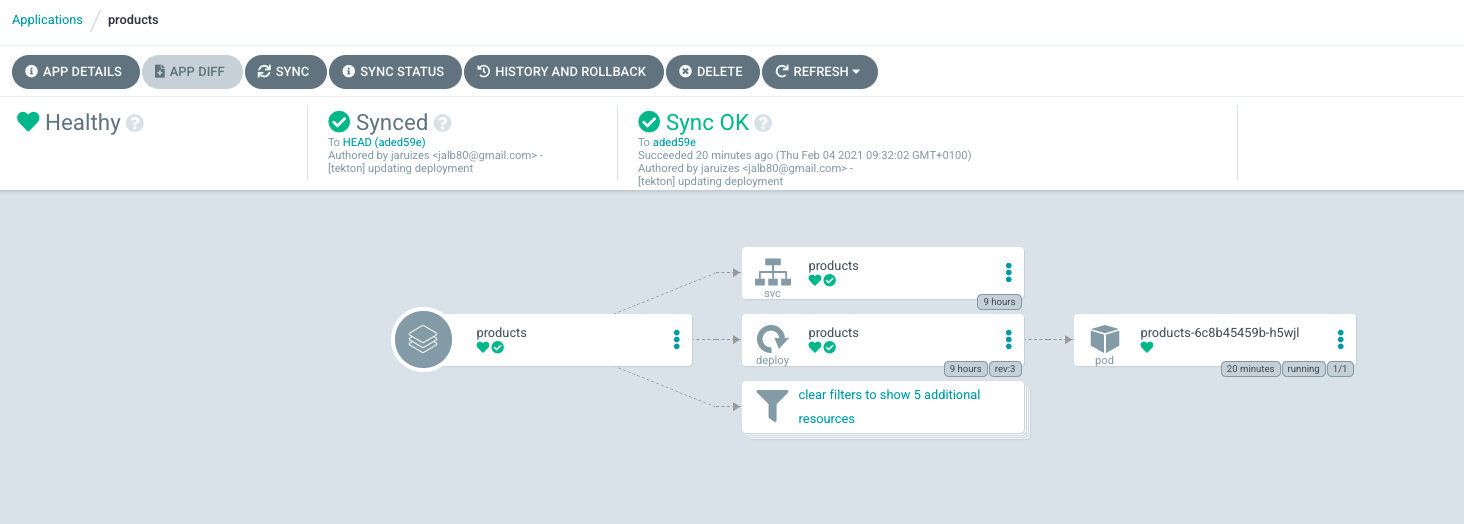 Applications / products
APP DETAILS
APP DIFF
SYNC
SYNC STATUS
HISTORY AND ROLLBACK
DELETE
REFRESH
Healthy ?
Synced ?
To HEAD (aded59e)
Authored by jaruizes <jalb80@gmail.com> -
[tekton] updating deployment
Sync OK ?
To aded59e
Succeeded 20 minutes ago (Thu Feb 04 2021 09:32:02 GMT+0100)
Authored by jaruizes <jalb80@gmail.com> -
[tekton] updating deployment
products
svc
products
9 hours
deploy
products
9 hours
rev:3
pod
products-6c8b45459b-h5wjl
20 minutes
running
1/1
clear filters to show 5 additional
resources